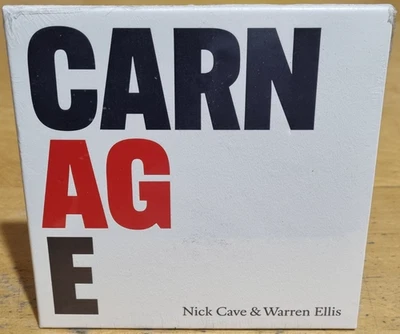 CARN
AG
E
Nick Cave & Warren Ellis